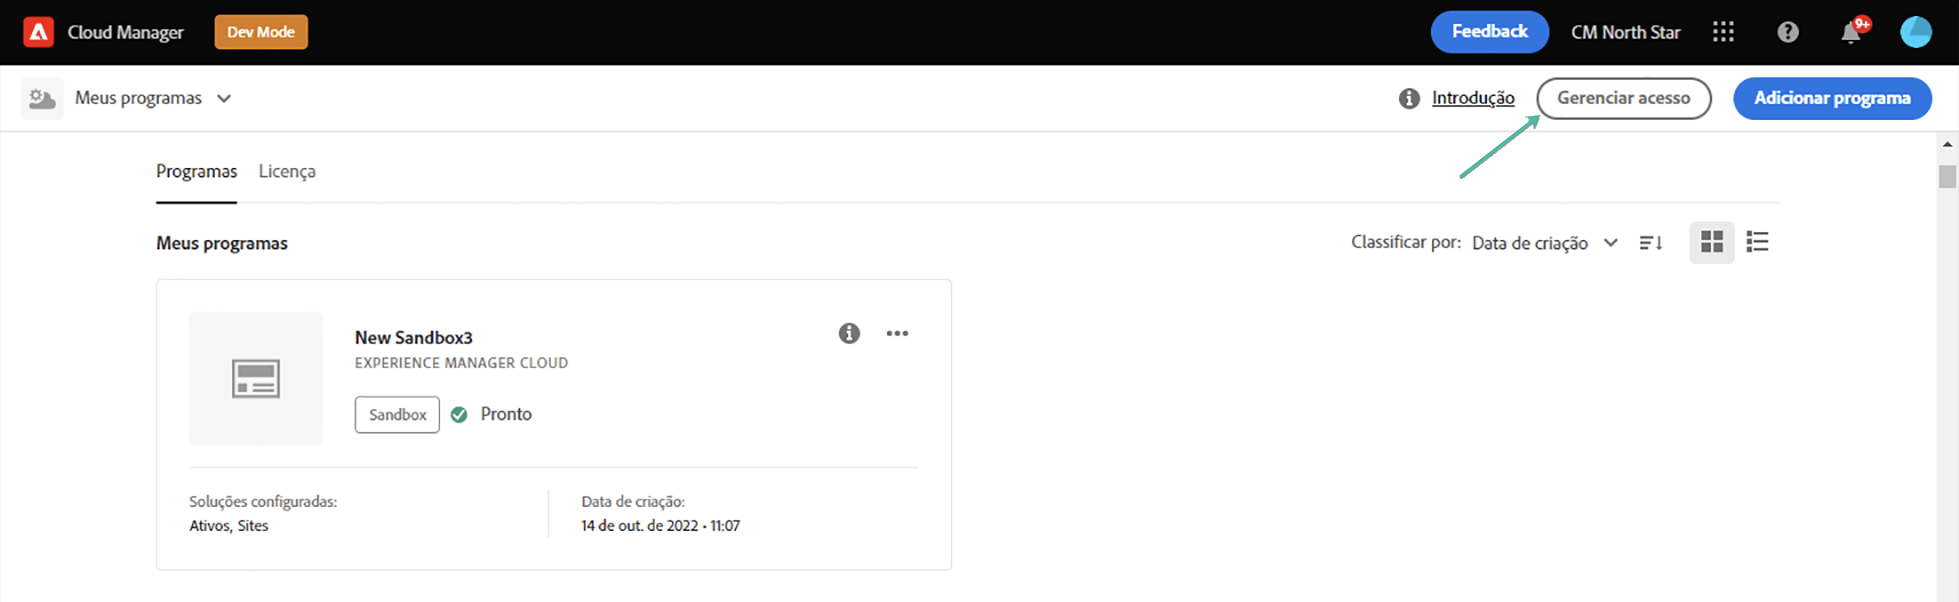 Cloud Manager Dev Mode Feedback CM North Star 9+
Meus programas Introdução Gerenciar acesso Adicionar programa
Programas Licença
Meus programas Classificar por: Data de criação
New Sandbox3
EXPERIENCE MANAGER CLOUD
Sandbox Pronto
Soluções configuradas: Data de criação:
Ativos, Sites 14 de out. de 2022 • 11:07